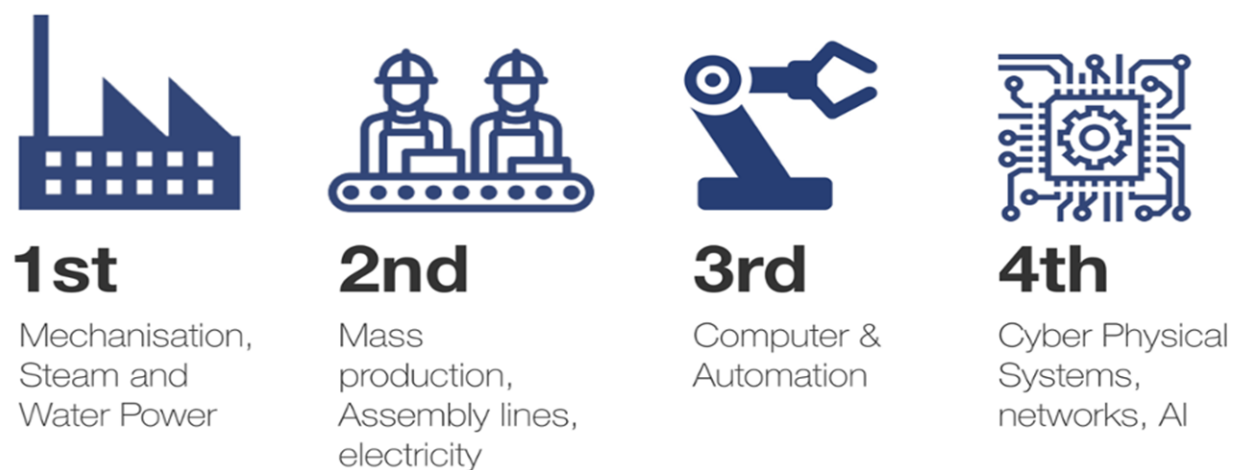 1st
Mechanisation,
Steam and
Water Power
2nd
Mass
production,
Assembly lines,
electricity
3rd
Computer &
Automation
4th
Cyber Physical
Systems,
networks, AI